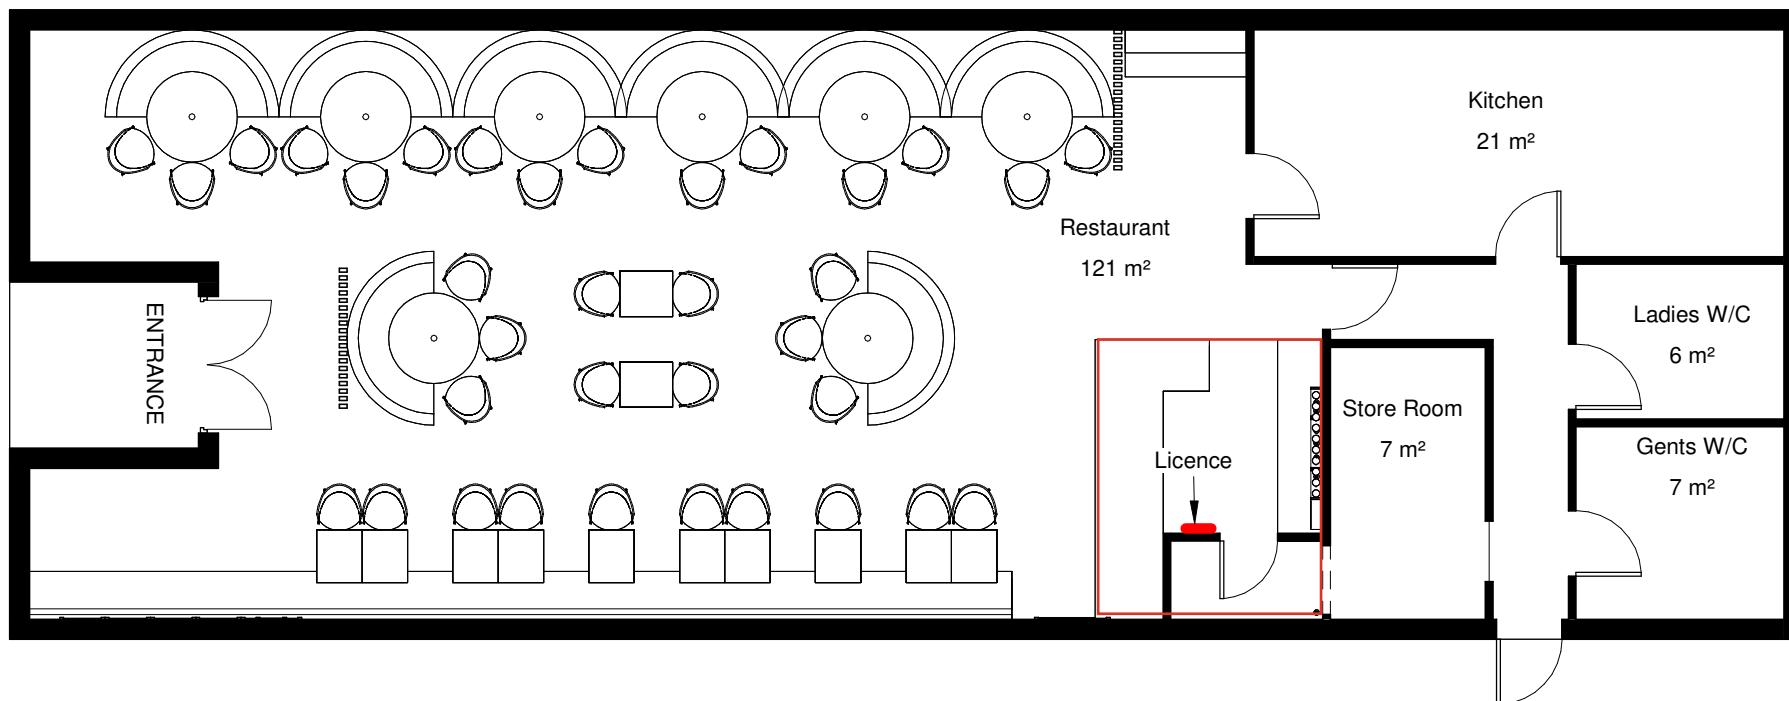 Kitchen
21 m²
Restaurant
121 m²
ENTRANCE
Ladies W/C
6 m²
Store Room
7 m²
Gents W/C
7 m²
Licence